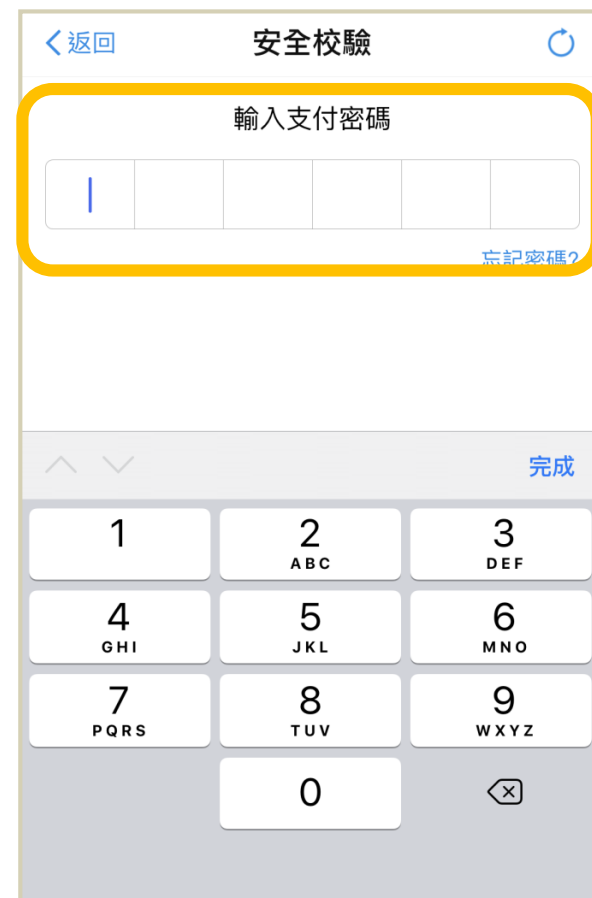 返回 安全校驗
輸入支付密碼
忘記密碼?
完成
1 2 3
ABC DEF
4 5 6
GHI JKL MNO
7 8 9
PQRS TUV WXYZ
0